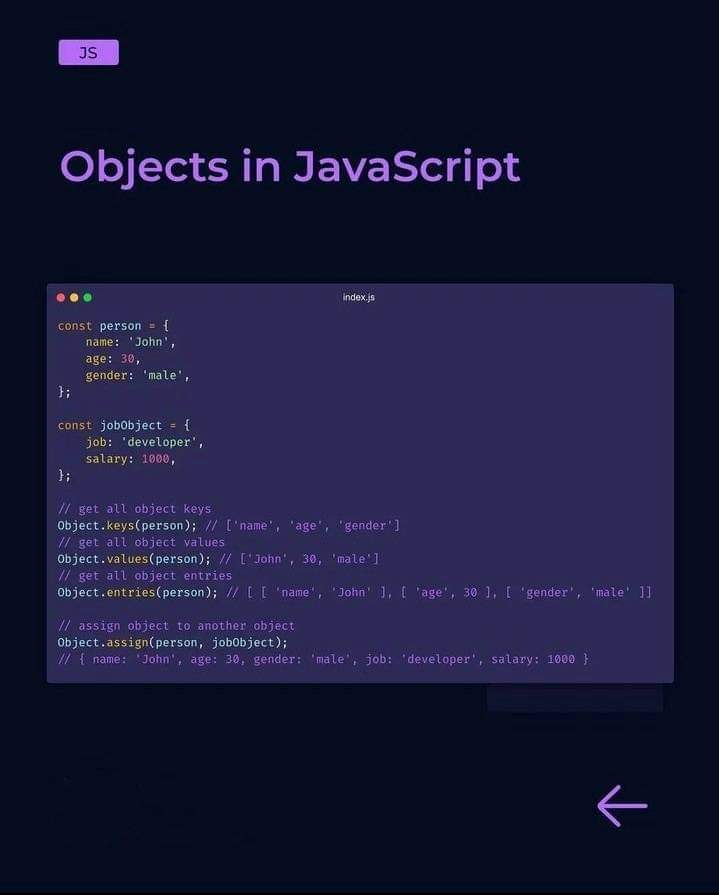 JS
Objects in JavaScript
index.js
const person = {
    name: 'John',
    age: 30,
    gender: 'male',
};
const jobObject = {
    job: 'developer',
    salary: 1000,
};
// get all object keys
Object.keys(person); // ['name', 'age', 'gender']
// get all object values
Object.values(person); // ['John', 30, 'male']
// get all object entries
Object.entries(person); // [ [ 'name', 'John' ], [ 'age', 30 ], [ 'gender', 'male' ]]
// assign object to another object
Object.assign(person, jobObject);
// { name: 'John', age: 30, gender: 'male', job: 'developer', salary: 1000 }